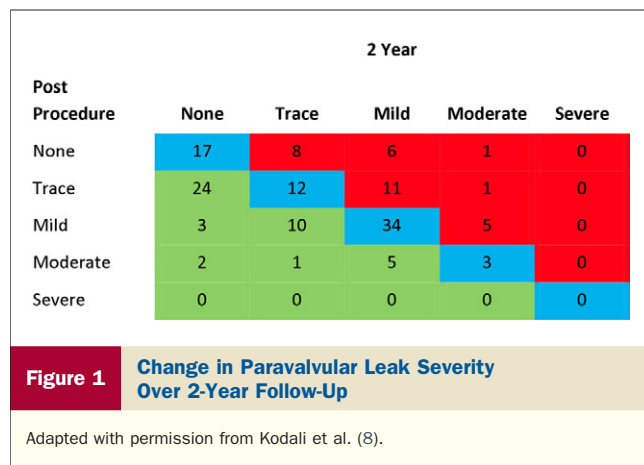 2 Year
Post
Procedure None Trace Mild Moderate Severe
None 17 8 6 1 0
Trace 24 12 11 1 0
Mild 3 10 34 5 0
Moderate 2 1 5 3 0
Severe 0 0 0 0 0
Figure 1 Change in Paravalvular Leak Severity
Over 2-Year Follow-Up
Adapted with permission from Kodali et al. (8).